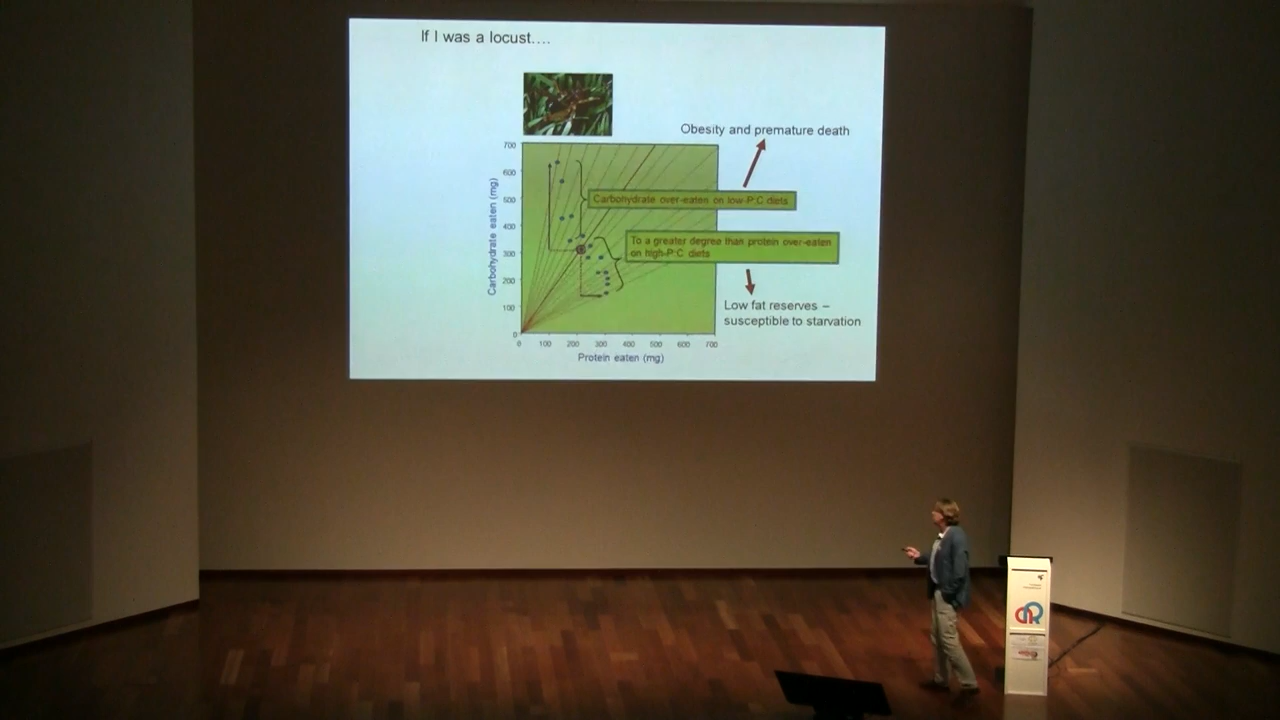 If I was a locust….
Obesity and premature death
700
600
500
400
300
200
100
0
Carbohydrate eaten (mg)
Carbohydrate over-eaten on low-P:C diets
To a greater degree than protein over-eaten
on high-P:C diets
Low fat reserves –
susceptible to starvation
0 100 200 300 400 500 600 700
Protein eaten (mg)